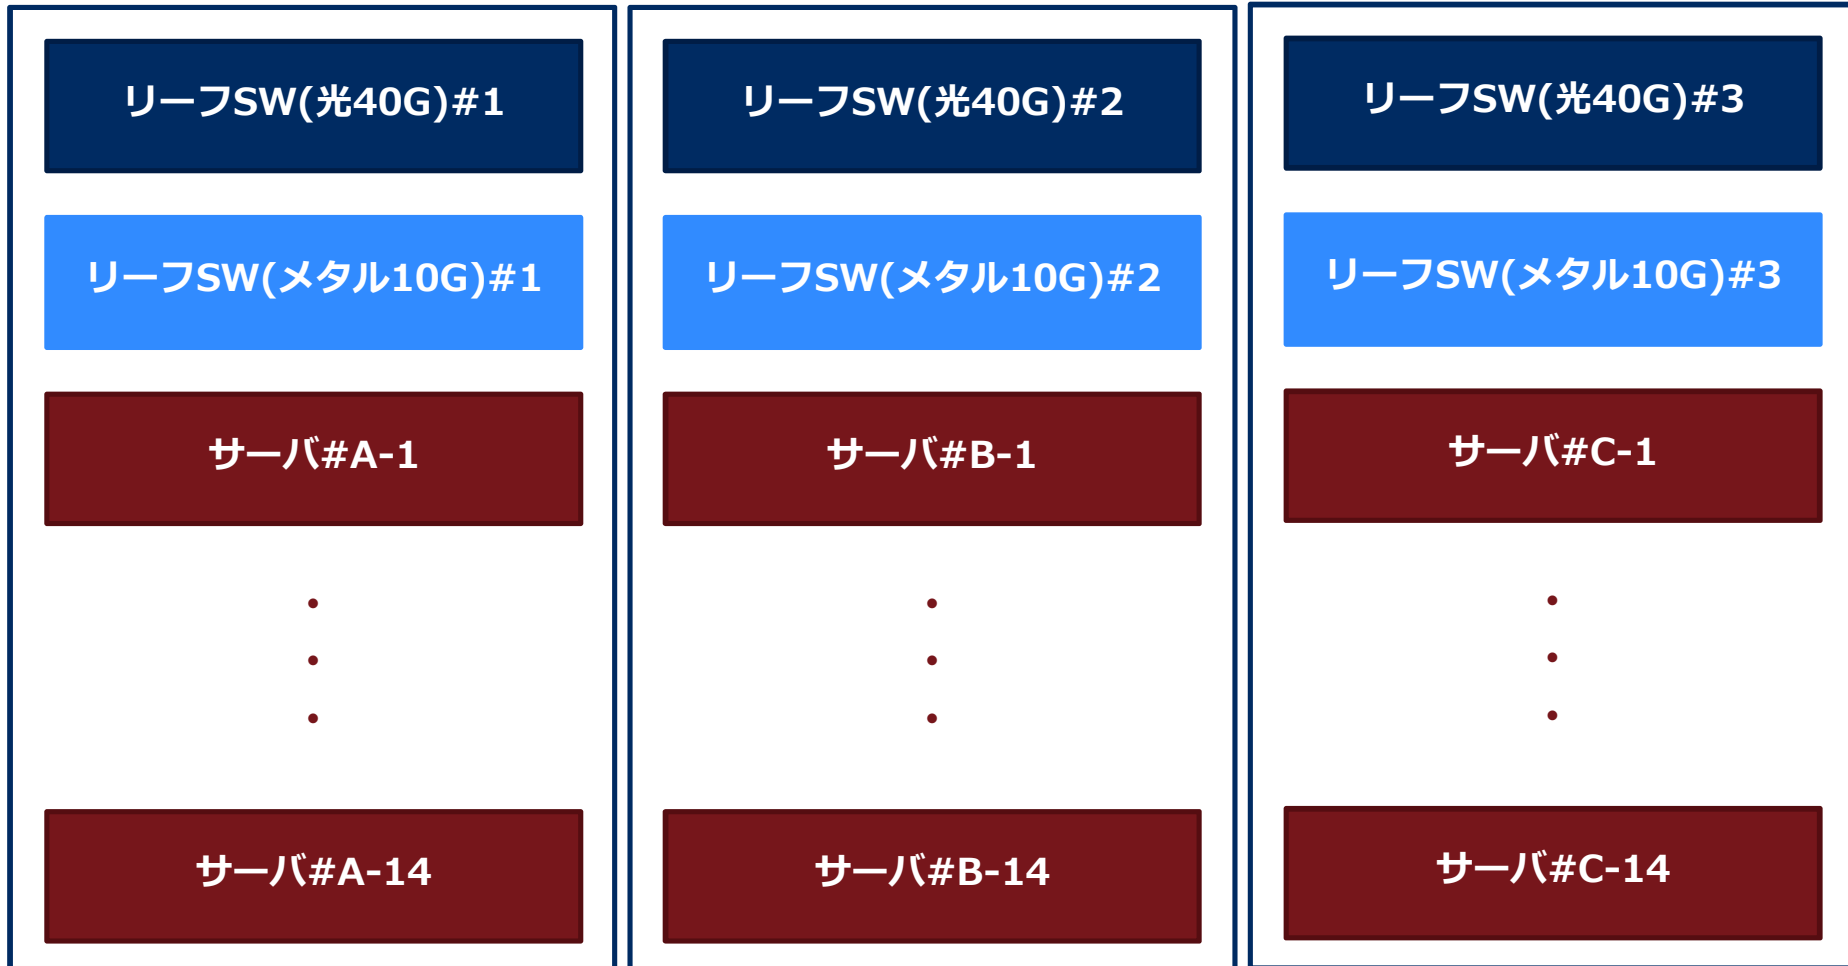 リーフSW(光40G)#1
リーフSW(メタル10G)#1
サーバ#A-1
・
・
・
サーバ#A-14
リーフSW(光40G)#2
リーフSW(メタル10G)#2
サーバ#B-1
・
・
・
サーバ#B-14
リーフSW(光40G)#3
リーフSW(メタル10G)#3
サーバ#C-1
・
・
・
サーバ#C-14